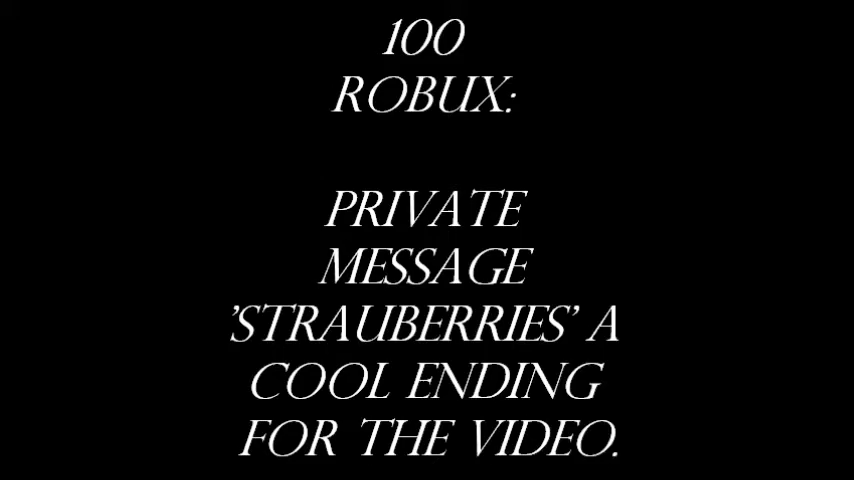 100
ROBUX:
PRIVATE
MESSAGE
'STRAUBERRIES' A
COOL ENDING
FOR THE VIDEO.